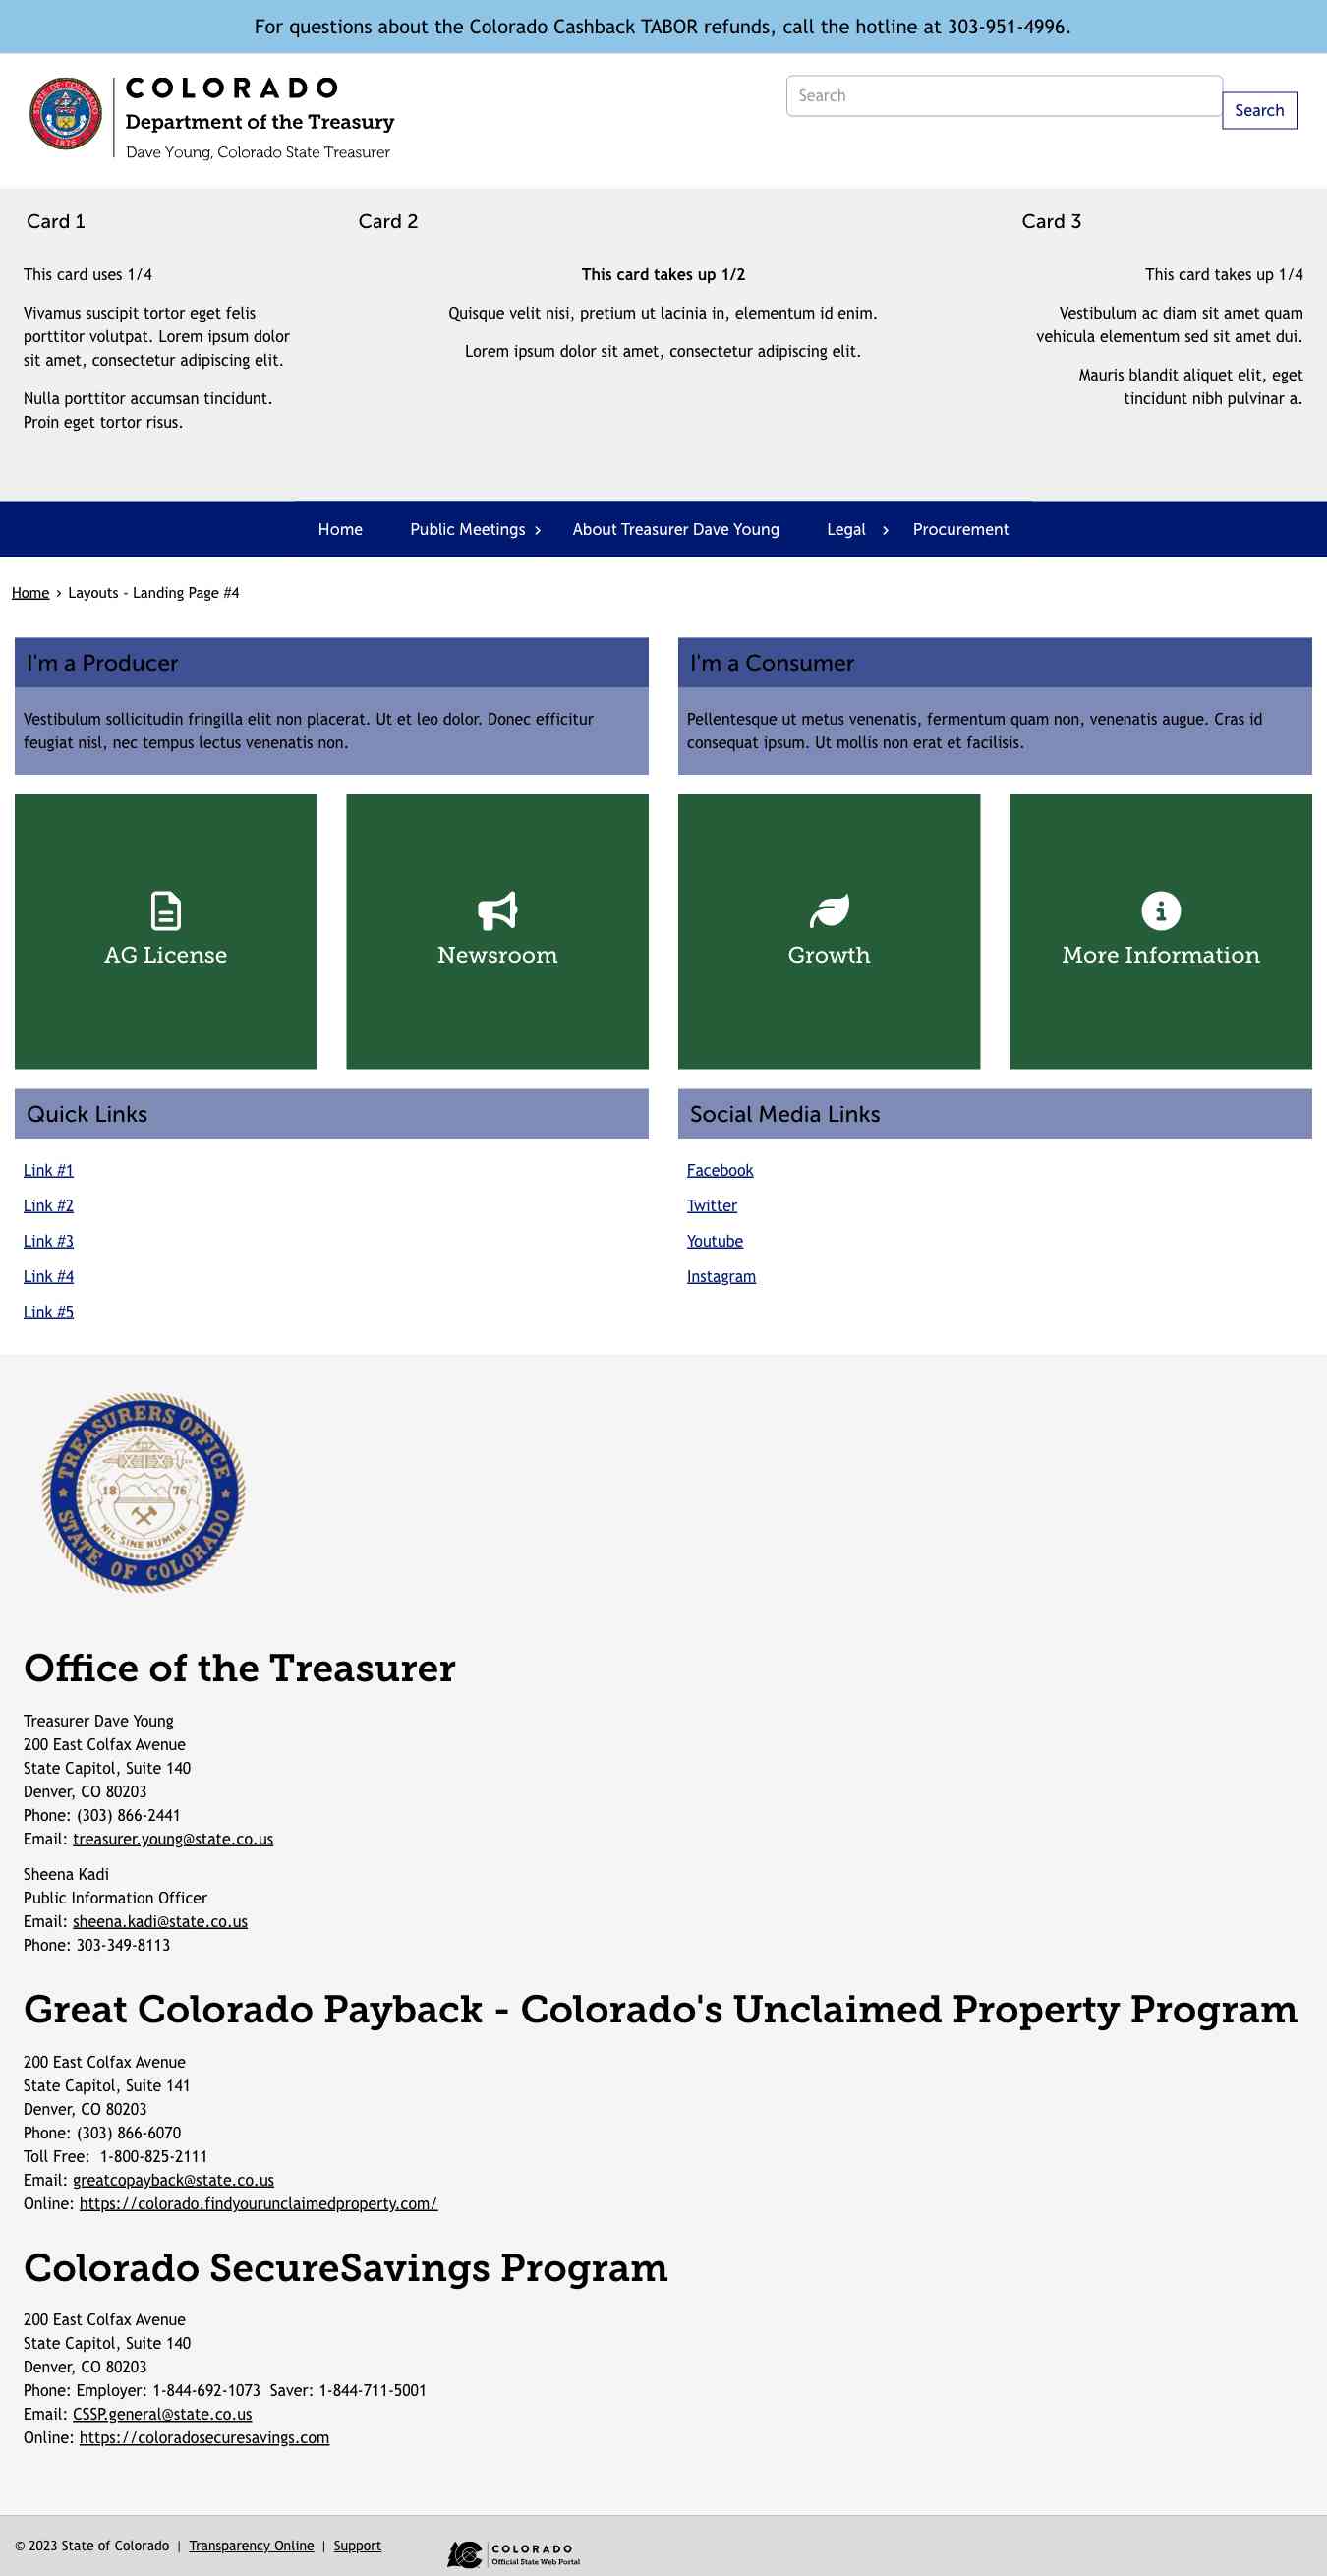 For questions about the Colorado Cashback TABOR refunds, call the hotline at 303-951-4996.
STATE OF COLORADO
1876
COLORADO
Department of the Treasury
Dave Young, Colorado State Treasurer
Search
Search
Card 1
This card uses 1/4
Vivamus suscipit tortor eget felis
porttitor volutpat. Lorem ipsum dolor
sit amet, consectetur adipiscing elit.
Nulla porttitor accumsan tincidunt.
Proin eget tortor risus.
Card 2
This card takes up 1/2
Quisque velit nisi, pretium ut lacinia in, elementum id enim.
Lorem ipsum dolor sit amet, consectetur adipiscing elit.
Card 3
This card takes up 1/4
Vestibulum ac diam sit amet quam
vehicula elementum sed sit amet dui.
Mauris blandit aliquet elit, eget
tincidunt nibh pulvinar a.
Home Public Meetings › About Treasurer Dave Young Legal › Procurement
Home › Layouts - Landing Page #4
I'm a Producer
Vestibulum sollicitudin fringilla elit non placerat. Ut et leo dolor. Donec efficitur
feugiat nisl, nec tempus lectus venenatis non.
I'm a Consumer
Pellentesque ut metus venenatis, fermentum quam non, venenatis augue. Cras id
consequat ipsum. Ut mollis non erat et facilisis.
AG License
Newsroom
Growth
More Information
Quick Links
Link #1
Link #2
Link #3
Link #4
Link #5
Social Media Links
Facebook
Twitter
Youtube
Instagram
TREASURERS OFFICE
18 76
NIL SINE NUMINE
STATE OF COLORADO
Office of the Treasurer
Treasurer Dave Young
200 East Colfax Avenue
State Capitol, Suite 140
Denver, CO 80203
Phone: (303) 866-2441
Email: treasurer.young@state.co.us
Sheena Kadi
Public Information Officer
Email: sheena.kadi@state.co.us
Phone: 303-349-8113
Great Colorado Payback - Colorado's Unclaimed Property Program
200 East Colfax Avenue
State Capitol, Suite 141
Denver, CO 80203
Phone: (303) 866-6070
Toll Free: 1-800-825-2111
Email: greatcopayback@state.co.us
Online: https://colorado.findyourunclaimedproperty.com/
Colorado SecureSavings Program
200 East Colfax Avenue
State Capitol, Suite 140
Denver, CO 80203
Phone: Employer: 1-844-692-1073 Saver: 1-844-711-5001
Email: CSSP.general@state.co.us
Online: https://coloradosecuresavings.com
© 2023 State of Colorado | Transparency Online | Support
COLORADO
Official State Web Portal